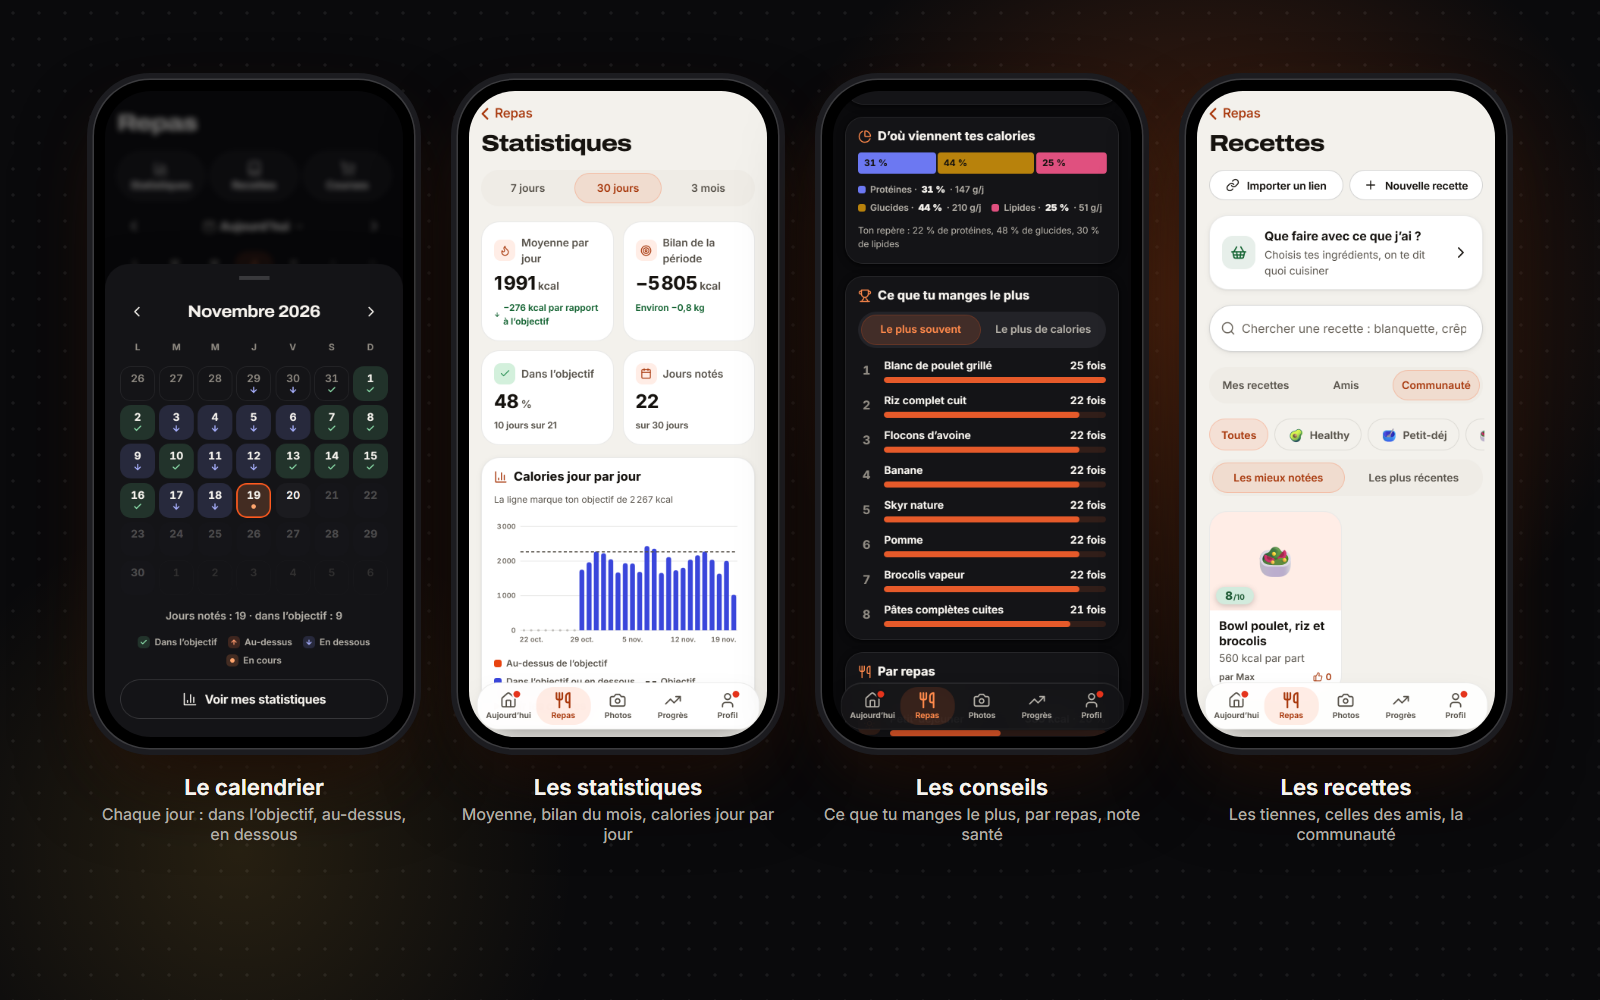 Repas
Statistiques
Recettes
Courses
Aujourd'hui
Novembre 2026
L M M J V S D
26 27 28 29 30 31 1
2 3 4 5 6 7 8
9 10 11 12 13 14 15
16 17 18 19 20 21 22
23 24 25 26 27 28 29
30 1 2 3 4 5 6
Jours notés : 19 · dans l'objectif : 9
Dans l'objectif Au-dessus En dessous
En cours
Voir mes statistiques
Le calendrier
Chaque jour : dans l'objectif, au-dessus,
en dessous
Repas
Statistiques
7 jours 30 jours 3 mois
Moyenne par
jour
1991 kcal
−276 kcal par rapport
à l'objectif
Bilan de la
période
−5805 kcal
Environ −0,8 kg
Dans l'objectif
48 %
10 jours sur 21
Jours notés
22
sur 30 jours
Calories jour par jour
La ligne marque ton objectif de 2 267 kcal
3000
2000
1000
0
22 oct. 29 oct. 5 nov. 12 nov. 19 nov.
Au-dessus de l'objectif
Dans l'objectif ou en dessous Objectif
Aujourd'hui Repas Photos Progrès Profil
Les statistiques
Moyenne, bilan du mois, calories jour par
jour
D'où viennent tes calories
31 % 44 % 25 %
Protéines · 31 % · 147 g/j
Glucides · 44 % · 210 g/j Lipides · 25 % · 51 g/j
Ton repère : 22 % de protéines, 48 % de glucides, 30 %
de lipides
Ce que tu manges le plus
Le plus souvent Le plus de calories
1 Blanc de poulet grillé 25 fois
2 Riz complet cuit 22 fois
3 Flocons d'avoine 22 fois
4 Banane 22 fois
5 Skyr nature 22 fois
6 Pomme 22 fois
7 Brocolis vapeur 22 fois
8 Pâtes complètes cuites 21 fois
Par repas
Aujourd'hui Repas Photos Progrès Profil
Les conseils
Ce que tu manges le plus, par repas, note
santé
Repas
Recettes
Importer un lien Nouvelle recette
Que faire avec ce que j'ai ?
Choisis tes ingrédients, on te dit
quoi cuisiner
Chercher une recette : blanquette, crêp
Mes recettes Amis Communauté
Toutes Healthy Petit-déj
Les mieux notées Les plus récentes
8/10
Bowl poulet, riz et
brocolis
560 kcal par part
par Max 0
Aujourd'hui Repas Photos Progrès Profil
Les recettes
Les tiennes, celles des amis, la
communauté